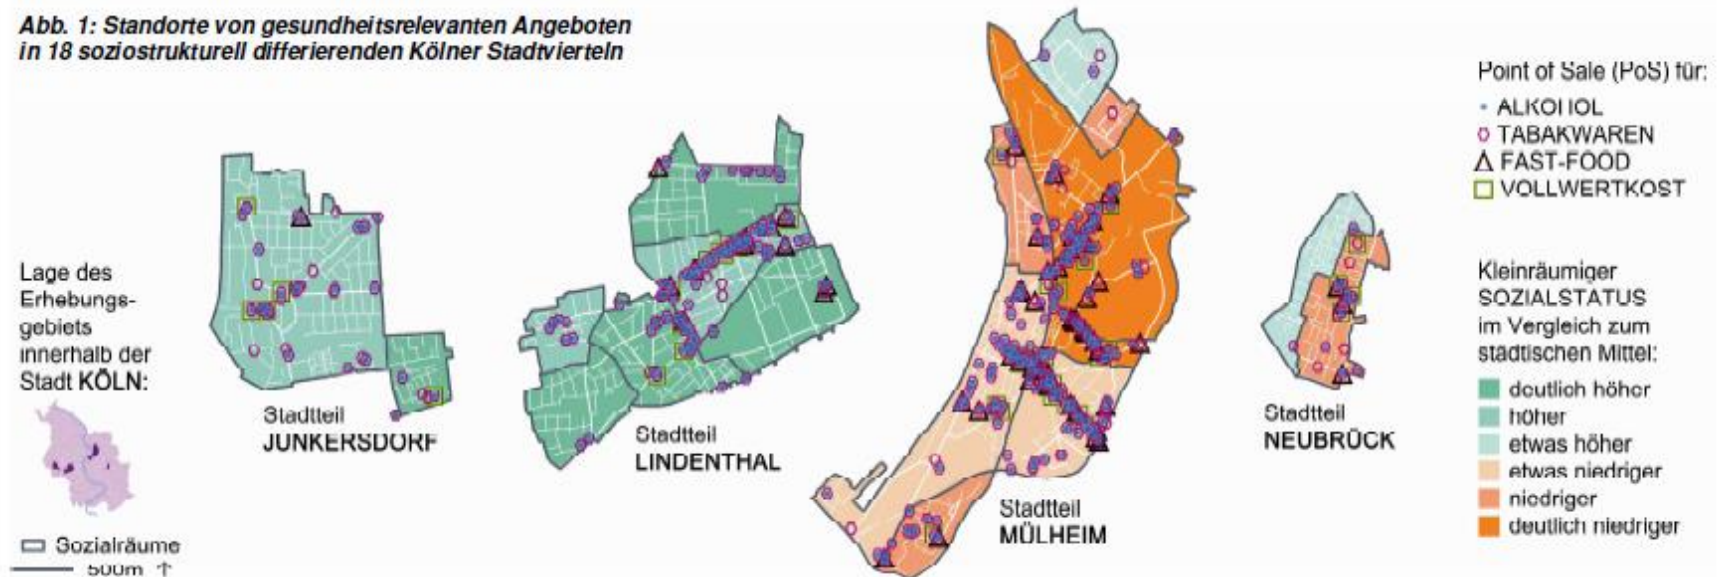 Abb. 1: Standorte von gesundheitsrelevanten Angeboten
in 18 soziostrukturell differierenden Kölner Stadtvierteln
Lage des
Erhebungs-
gebiets
innerhalb der
Stadt KÖLN:
Sozialräume
500m ↑
Stadtteil
JUNKERSDORF
Stadtteil
LINDENTHAL
Stadtteil
MÜLHEIM
Stadtteil
NEUBRÜCK
Point of Sale (PoS) für:
ALKOHOL
TABAKWAREN
FAST-FOOD
VOLLWERTKOST
Kleinräumiger
SOZIALSTATUS
im Vergleich zum
städtischen Mittel:
deutlich höher
höher
etwas höher
etwas niedriger
niedriger
deutlich niedriger